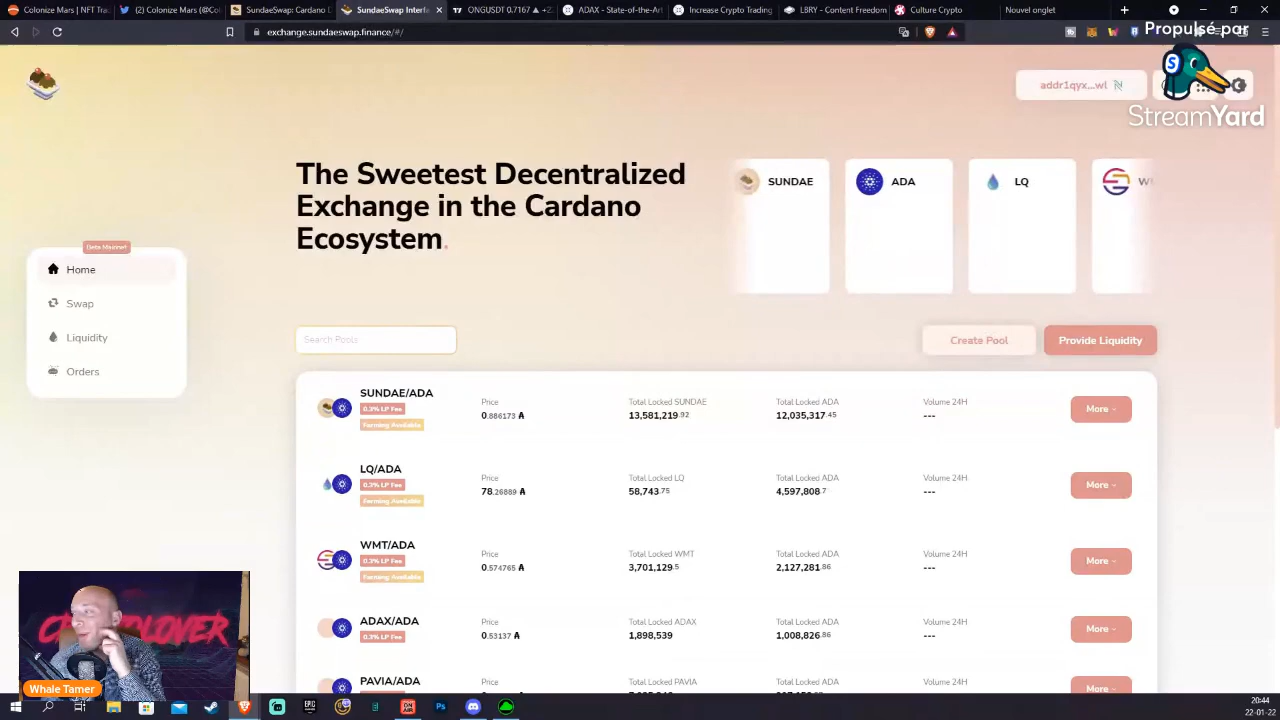 Colonize Mars | NFT Trad
Colonize Mars (@Col
SundaeSwap: Cardano D
SundaeSwap Interfa
ONGUSDT 0.7167 ▲ +2
ADAX - State-of-the-Art
Increase Crypto Trading
LBRY - Content Freedom
Culture Crypto
Nouvel onglet
exchange.sundaeswap.finance/#/
Propulsé par
StreamYard
addr1qyx...wl
The Sweetest Decentralized
Exchange in the Cardano
Ecosystem.
SUNDAE
ADA
LQ
Beta Mainnet
Home
Swap
Liquidity
Orders
Search Pools
Create Pool
Provide Liquidity
SUNDAE/ADA
0.3% LP Fee
Farming Available
Price
0.886173 ₳
Total Locked SUNDAE
13,581,219.92
Total Locked ADA
12,035,317.45
Volume 24H
---
More
LQ/ADA
0.3% LP Fee
Farming Available
Price
78.26889 ₳
Total Locked LQ
58,743.75
Total Locked ADA
4,597,808.7
Volume 24H
---
More
WMT/ADA
0.3% LP Fee
Farming Available
Price
0.574765 ₳
Total Locked WMT
3,701,129.5
Total Locked ADA
2,127,281.86
Volume 24H
---
More
ADAX/ADA
0.3% LP Fee
Price
0.53137 ₳
Total Locked ADAX
1,898,539
Total Locked ADA
1,008,826.86
Volume 24H
---
More
PAVIA/ADA
Price
Total Locked PAVIA
Total Locked ADA
Volume 24H
More
Whale Tamer
20:44
22-01-22